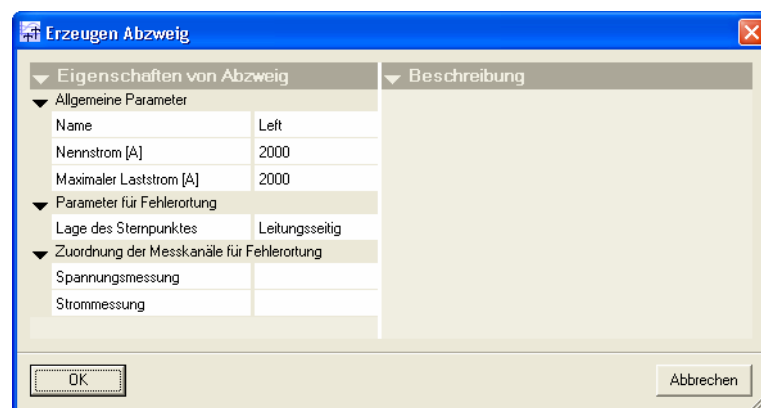 Erzeugen Abzweig
Eigenschaften von Abzweig
Beschreibung
Allgemeine Parameter
Name Left
Nennstrom [A] 2000
Maximaler Laststrom [A] 2000
Parameter für Fehlerortung
Lage des Sternpunktes Leitungsseitig
Zuordnung der Messkanäle für Fehlerortung
Spannungsmessung
Strommessung
OK
Abbrechen